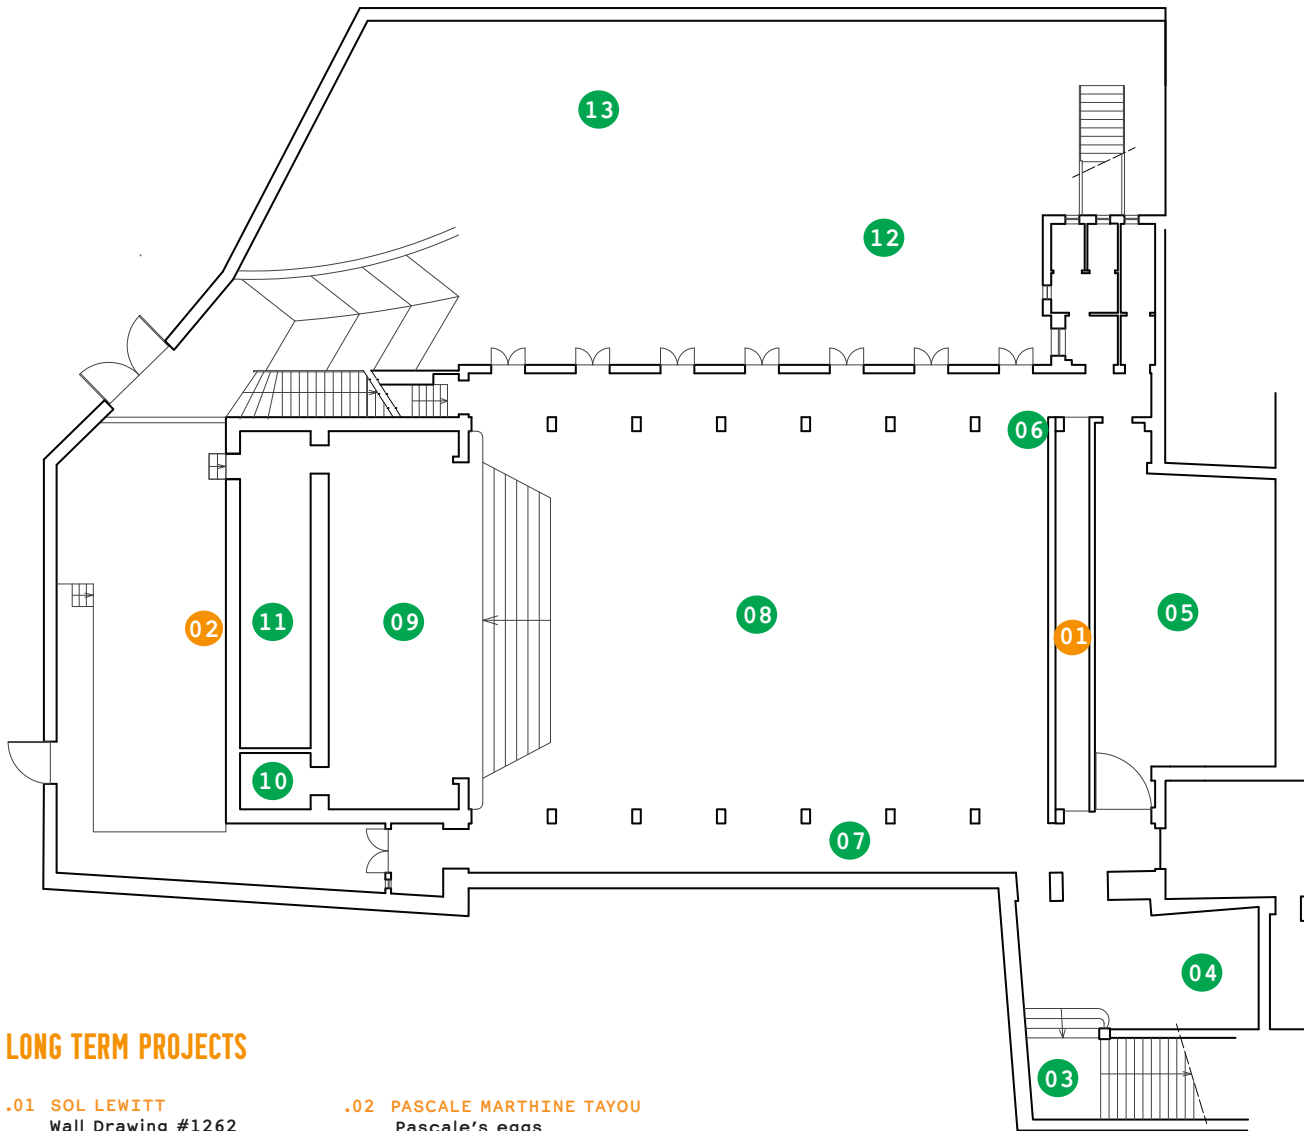 13
12
06
02
11
09
08
01
05
10
07
04
03
LONG TERM PROJECTS
.01 SOL LEWITT
Wall Drawing #1262
.02 PASCALE MARTHINE TAYOU
Pascale's eggs